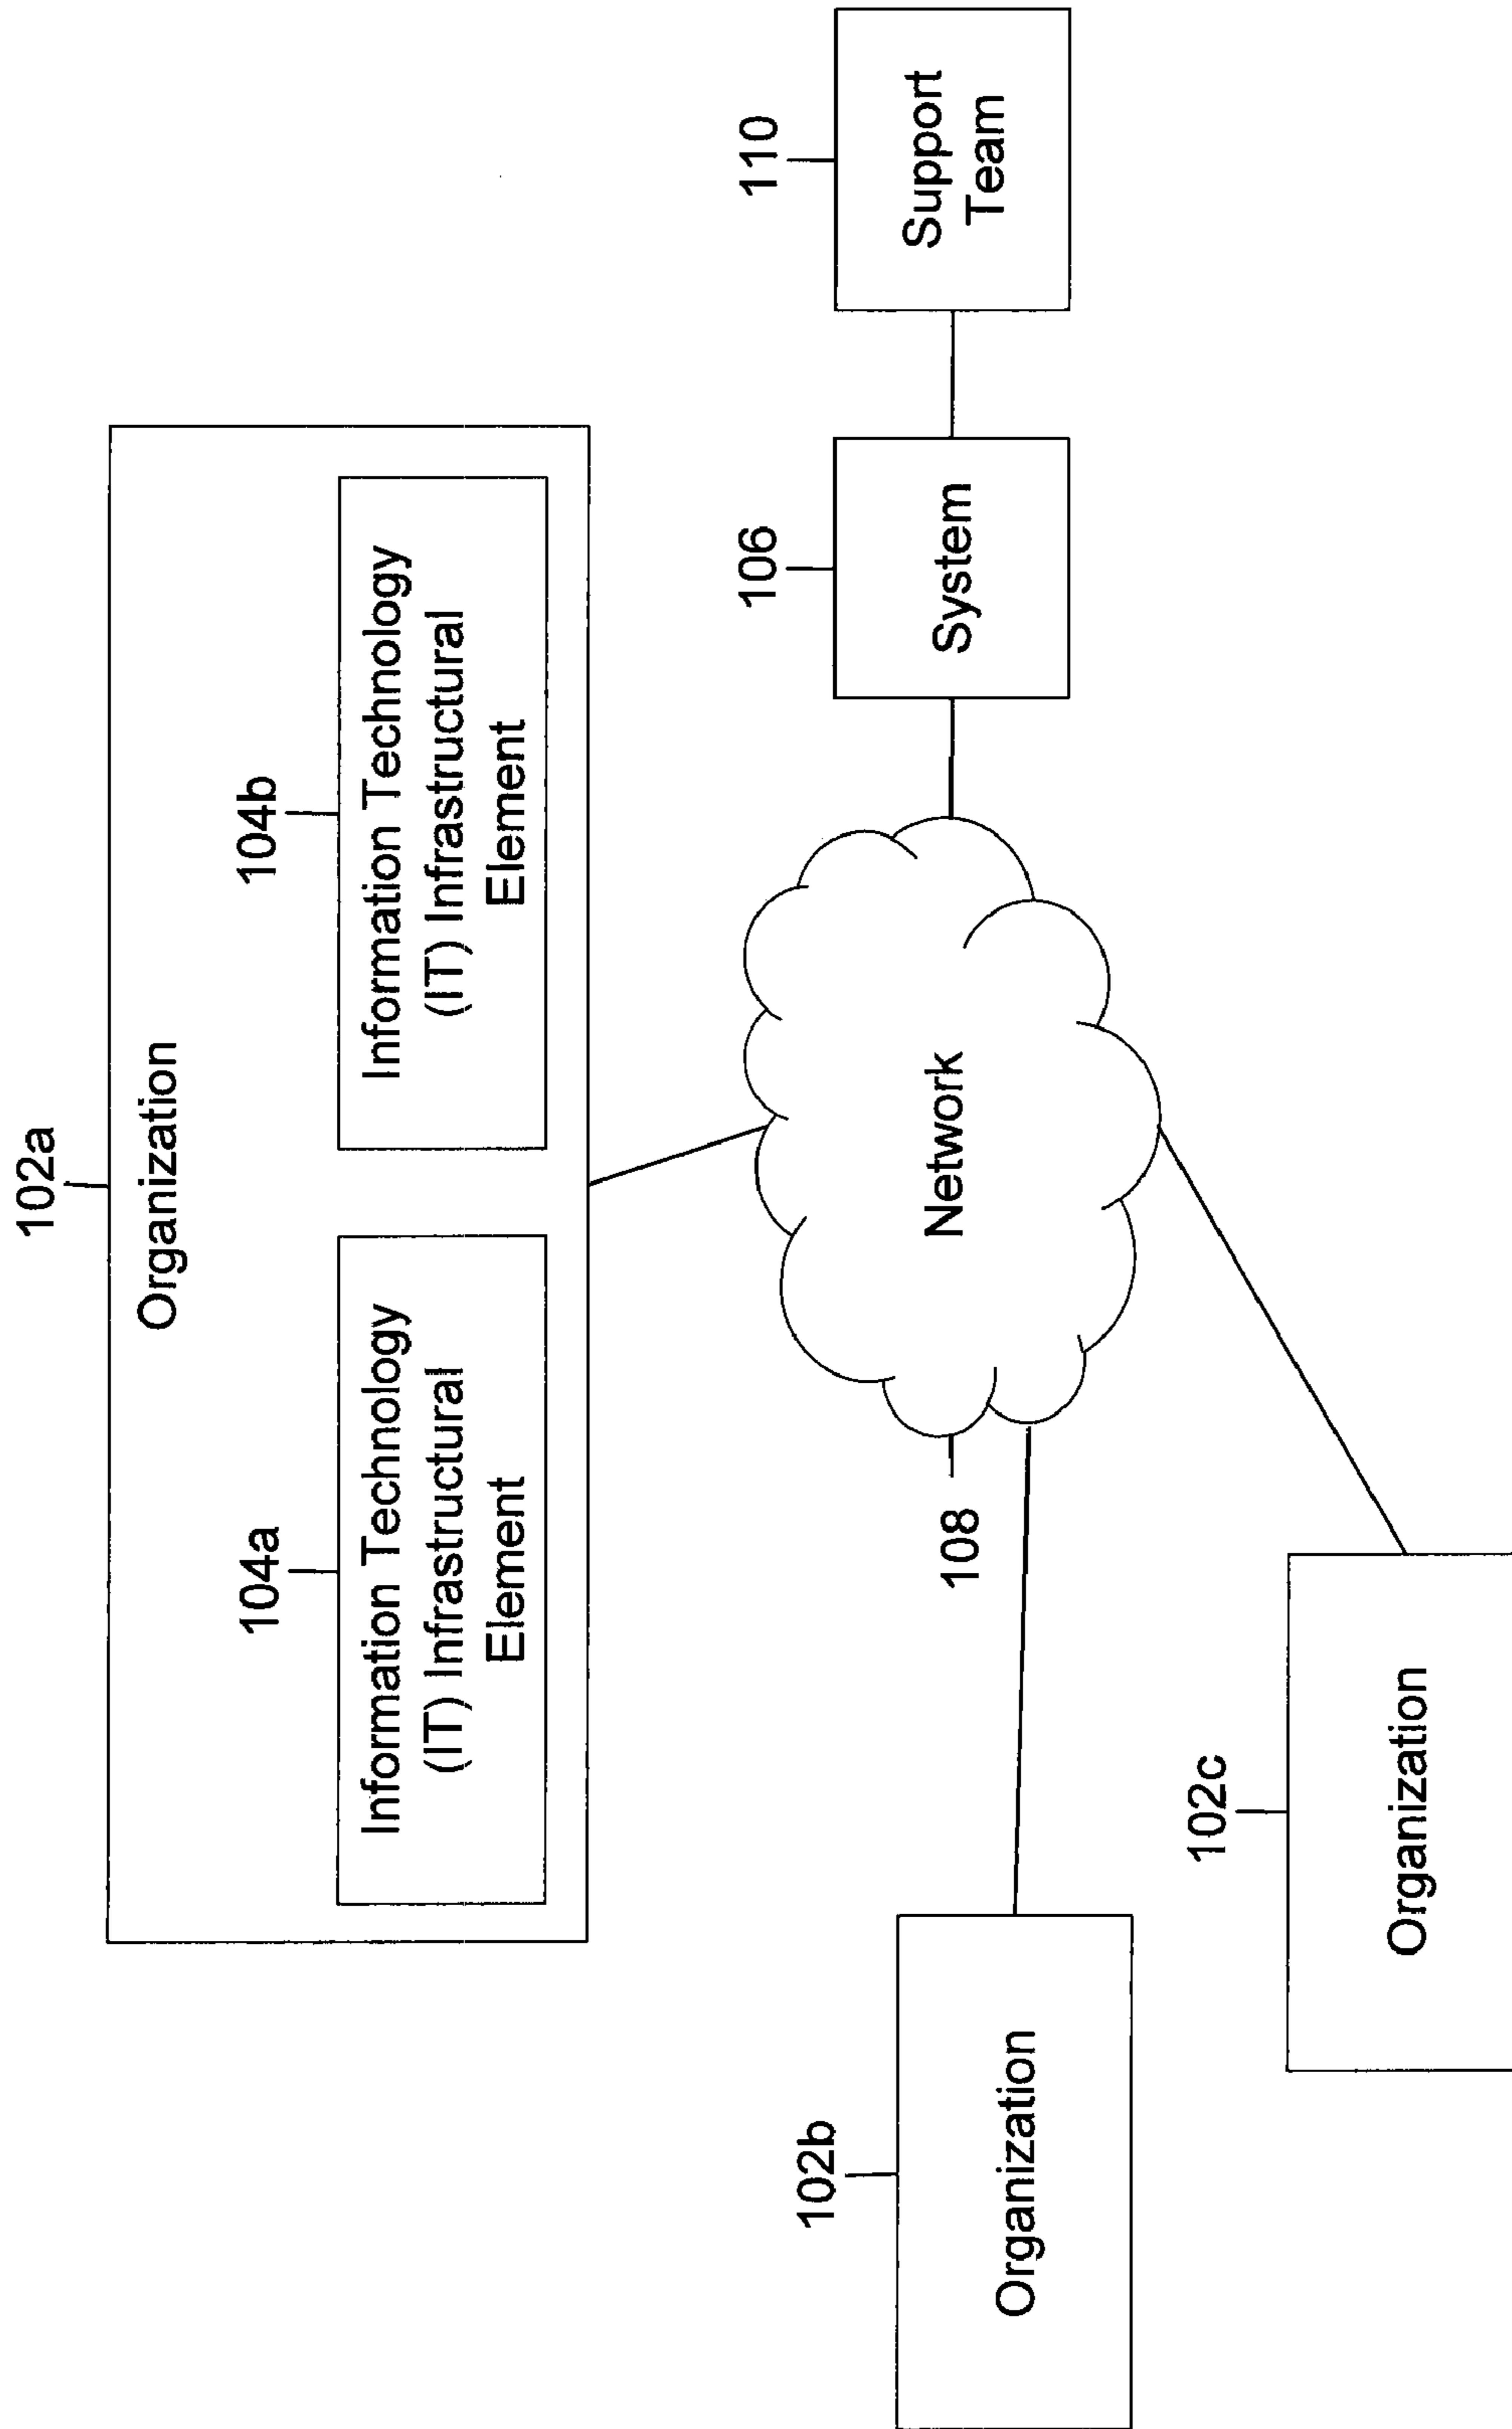 102a
Organization
104a
Information Technology
(IT) Infrastructural
Element
104b
Information Technology
(IT) Infrastructural
Element
102b
Organization
108
Network
106
System
110
Support
Team
102c
Organization